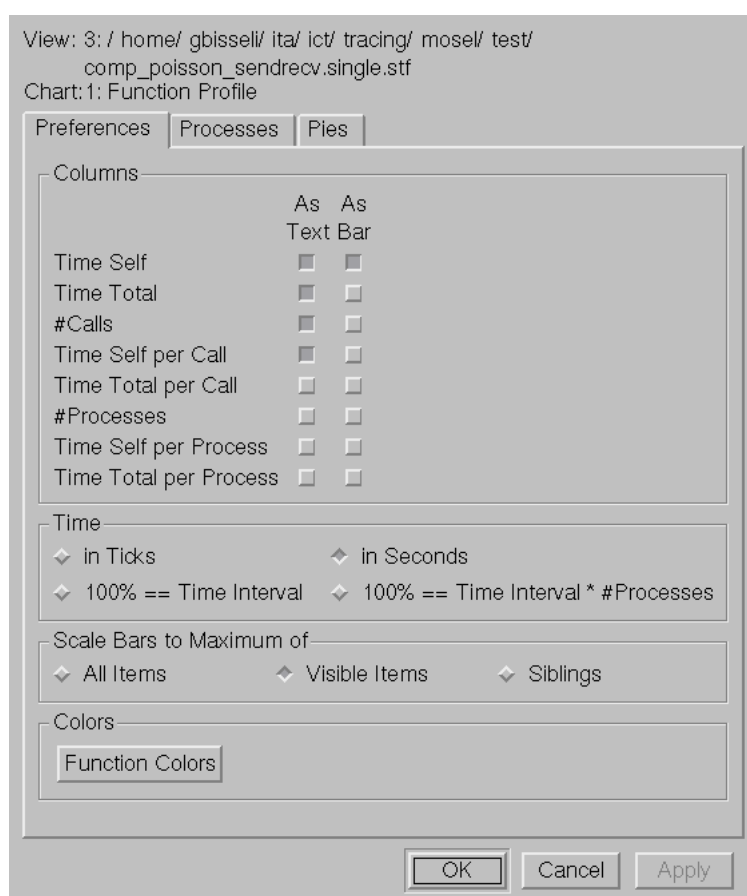 View: 3: / home/ gbisseli/ ita/ ict/ tracing/ mosel/ test/
comp_poisson_sendrecv.single.stf
Chart:1: Function Profile
Preferences Processes Pies
Columns
As As
Text Bar
Time Self
Time Total
#Calls
Time Self per Call
Time Total per Call
#Processes
Time Self per Process
Time Total per Process
Time
in Ticks in Seconds
100% == Time Interval 100% == Time Interval * #Processes
Scale Bars to Maximum of
All Items Visible Items Siblings
Colors
Function Colors
OK Cancel Apply